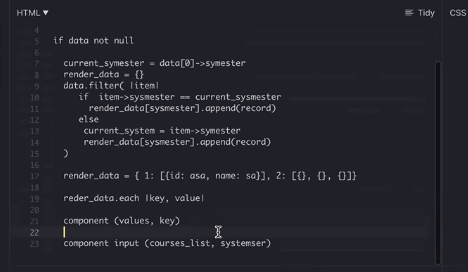 HTML ▼
Tidy
CSS
4
5 if data not null
6
7 current_symester = data[0]->symester
8 render_data = {}
9 data.filter( |item|
10 if item->sysmester == current_sysmester
11 render_data[sysmester].append(record)
12 else
13 current_system = item->symester
14 render_data[sysmester].append(record)
15 )
16
17 render_data = { 1: [{id: asa, name: sa}], 2: [{}, {}, {}]}
18
19 reder_data.each |key, value|
20
21 component (values, key)
22
23 component input (courses_list, systemser)